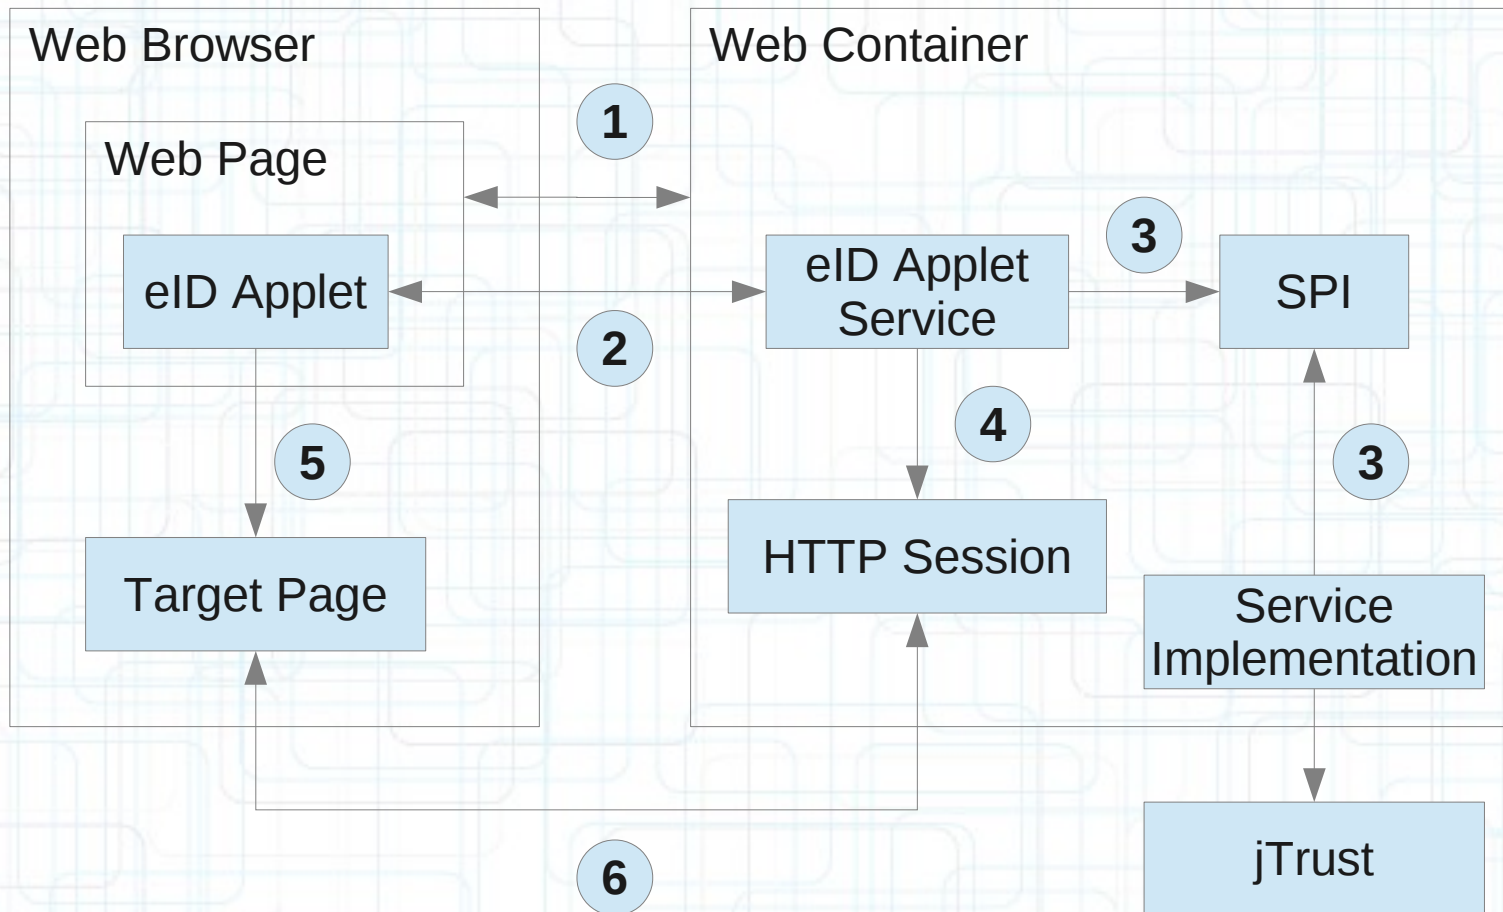 Web Browser
Web Container
1
Web Page
3
eID Applet
eID Applet
Service
SPI
2
4
5
3
HTTP Session
Target Page
Service
Implementation
jTrust
6